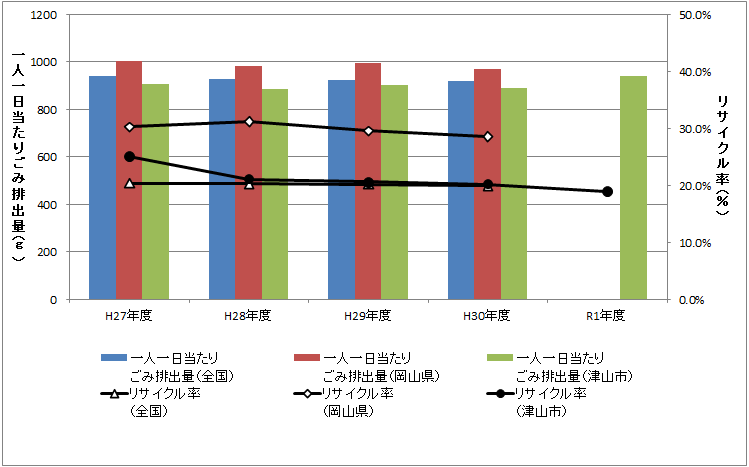 1200
1000
800
600
400
200
0
一人一日当たりごみ排出量(g)
50.0%
40.0%
30.0%
20.0%
10.0%
0.0%
リサイクル率(%)
H27年度 H28年度 H29年度 H30年度 R1年度
一人一日当たり
ごみ排出量(全国)
一人一日当たり
ごみ排出量(岡山県)
一人一日当たり
ごみ排出量(津山市)
リサイクル率
(全国)
リサイクル率
(岡山県)
リサイクル率
(津山市)